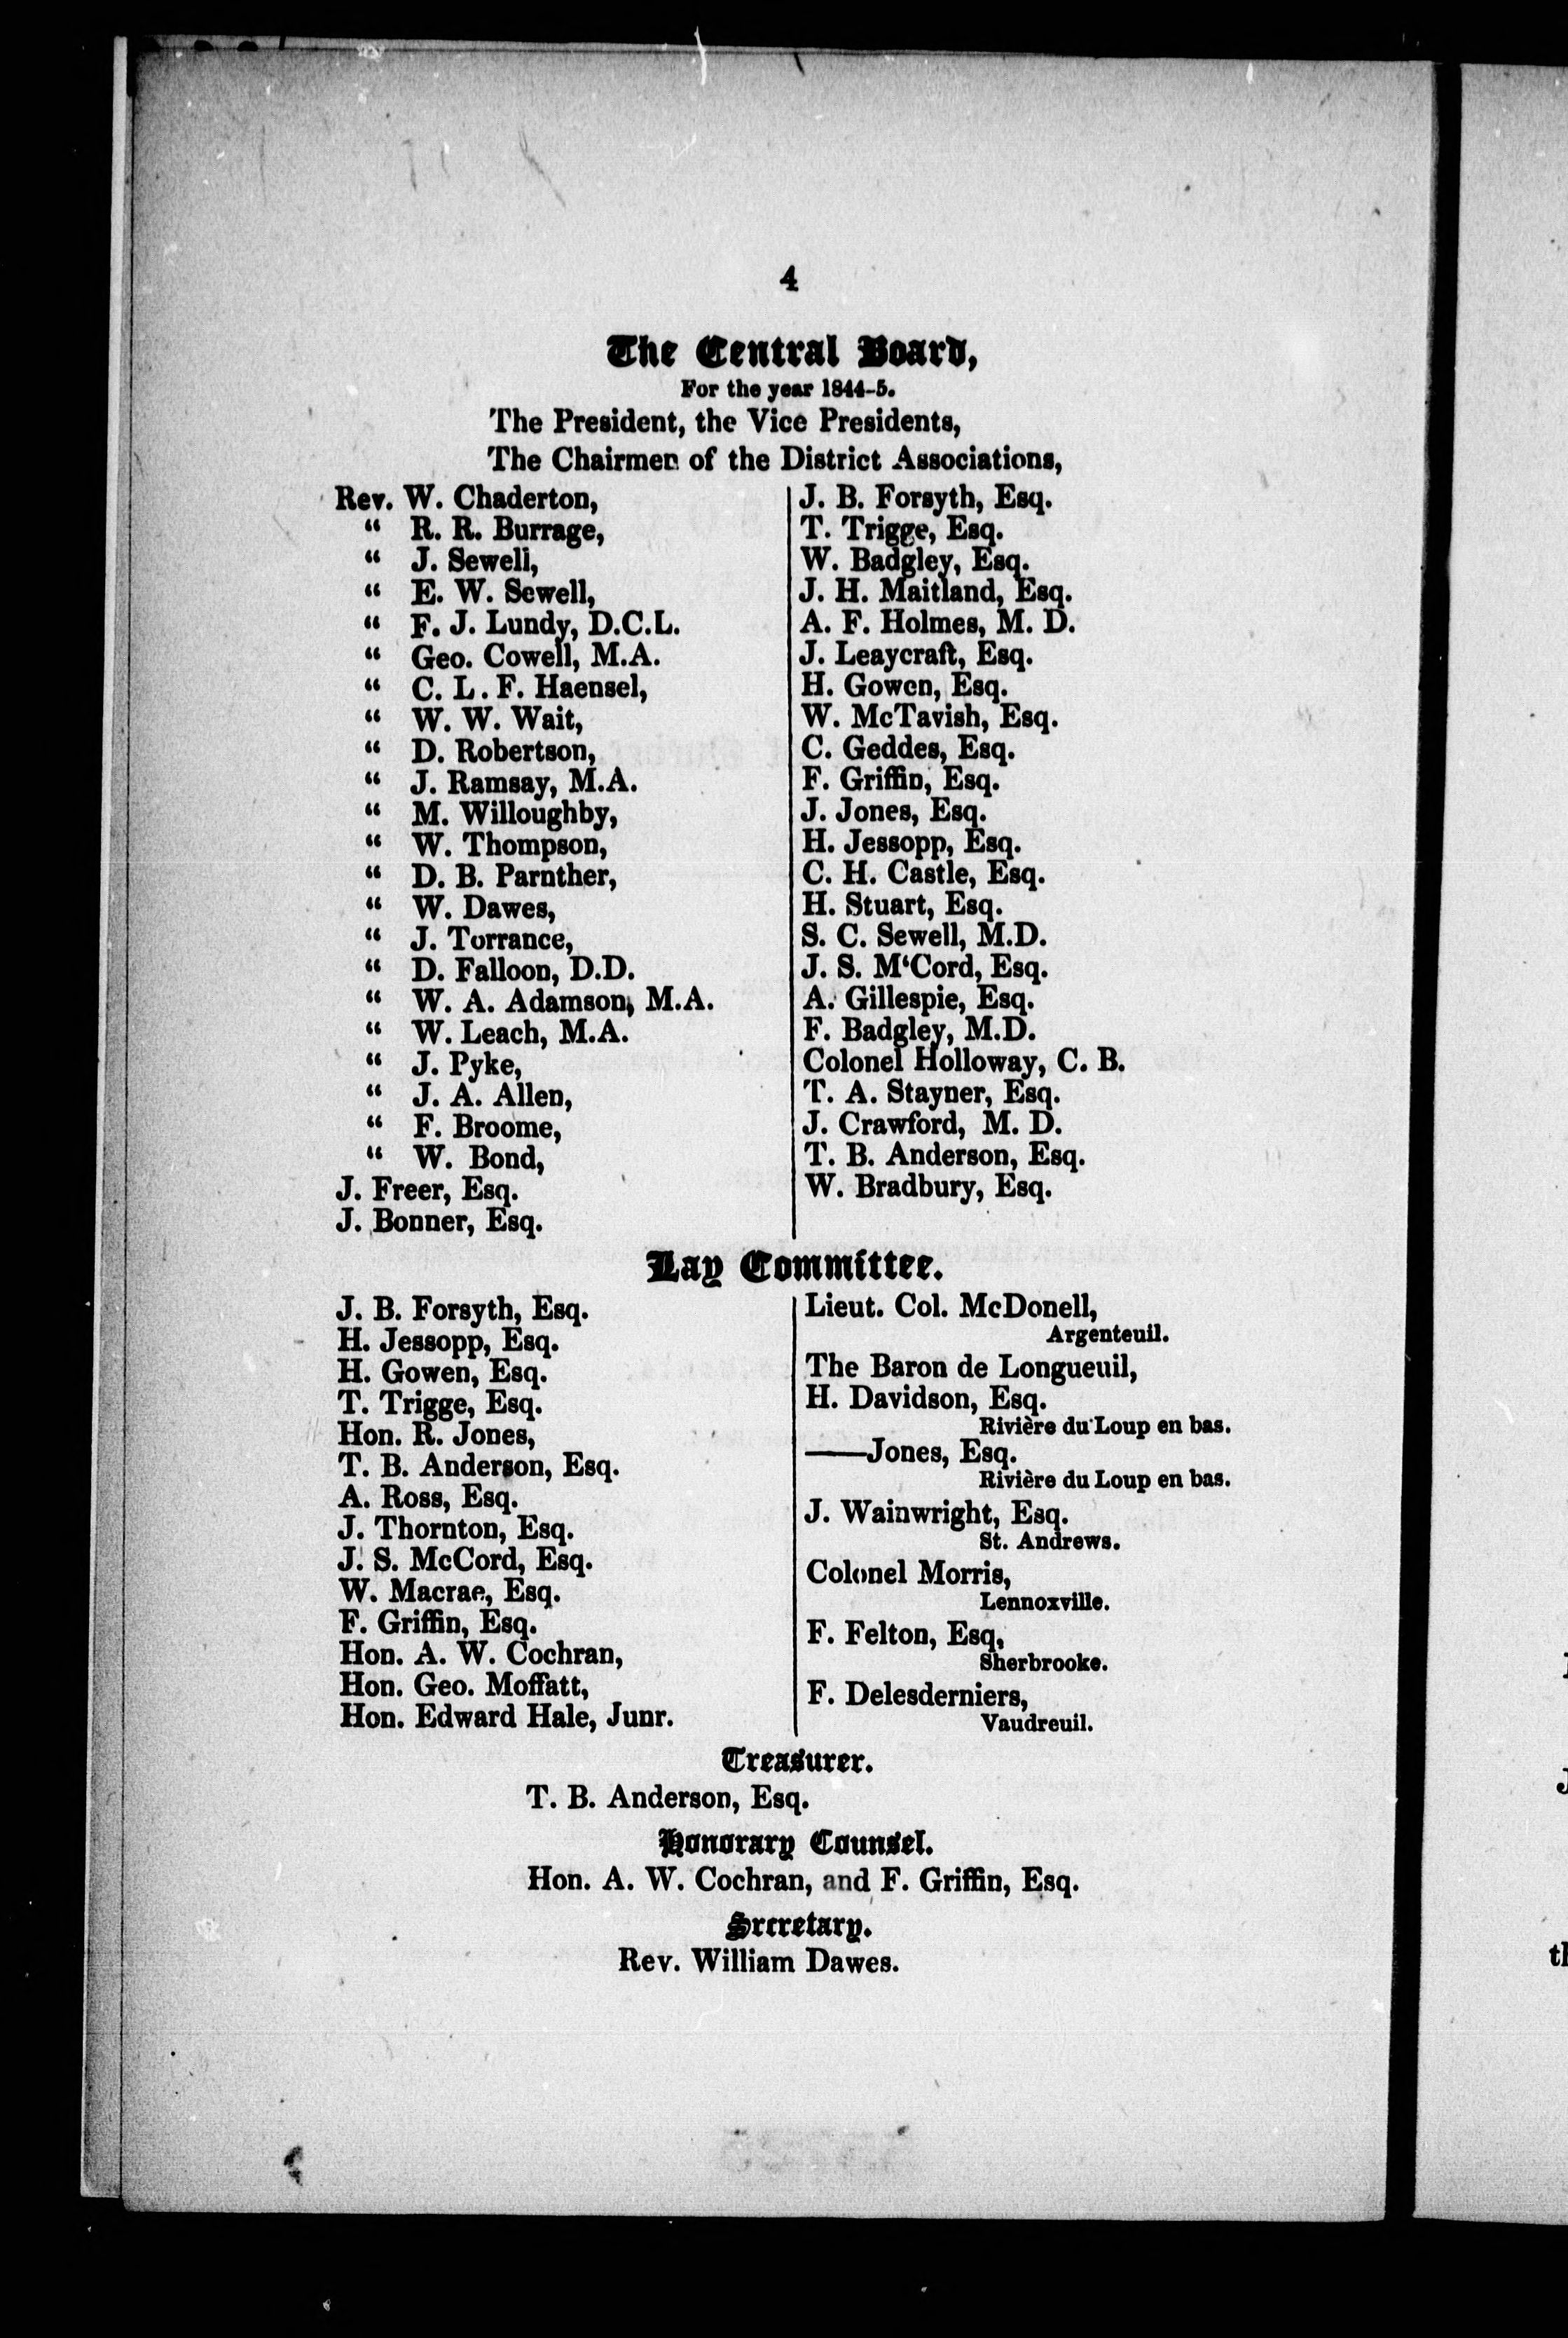 4
The Central Board,
For the year 1844-5.
The President, the Vice Presidents,
The Chairmen of the District Associations,
Rev. W. Chaderton,
“ R. R. Burrage,
“ J. Sewell,
“ E. W. Sewell,
“ F. J. Lundy, D.C.L.
“ Geo. Cowell, M.A.
“ C. L. F. Haensel,
“ W. W. Wait,
“ D. Robertson,
“ J. Ramsay, M.A.
“ M. Willoughby,
“ W. Thompson,
“ D. B. Parnther,
“ W. Dawes,
“ J. Torrance,
“ D. Falloon, D.D.
“ W. A. Adamson, M.A.
“ W. Leach, M.A.
“ J. Pyke,
“ J. A. Allen,
“ F. Broome,
“ W. Bond,
J. Freer, Esq.
J. Bonner, Esq.
J. B. Forsyth, Esq.
T. Trigge, Esq.
W. Badgley, Esq.
J. H. Maitland, Esq.
A. F. Holmes, M. D.
J. Leaycraft, Esq.
H. Gowen, Esq.
W. McTavish, Esq.
C. Geddes, Esq.
F. Griffin, Esq.
J. Jones, Esq.
H. Jessopp, Esq.
C. H. Castle, Esq.
H. Stuart, Esq.
S. C. Sewell, M.D.
J. S. M‘Cord, Esq.
A. Gillespie, Esq.
F. Badgley, M.D.
Colonel Holloway, C. B.
T. A. Stayner, Esq.
J. Crawford, M. D.
T. B. Anderson, Esq.
W. Bradbury, Esq.
Lay Committee.
J. B. Forsyth, Esq.
H. Jessopp, Esq.
H. Gowen, Esq.
T. Trigge, Esq.
Hon. R. Jones,
T. B. Anderson, Esq.
A. Ross, Esq.
J. Thornton, Esq.
J. S. McCord, Esq.
W. Macrae, Esq.
F. Griffin, Esq.
Hon. A. W. Cochran,
Hon. Geo. Moffatt,
Hon. Edward Hale, Junr.
Lieut. Col. McDonell,
Argenteuil.
The Baron de Longueuil,
H. Davidson, Esq.
Rivière du Loup en bas.
——Jones, Esq.
Rivière du Loup en bas.
J. Wainwright, Esq.
St. Andrews.
Colonel Morris,
Lennoxville.
F. Felton, Esq,
Sherbrooke.
F. Delesderniers,
Vaudreuil.
Treasurer.
T. B. Anderson, Esq.
Honorary Counsel.
Hon. A. W. Cochran, and F. Griffin, Esq.
Secretary.
Rev. William Dawes.